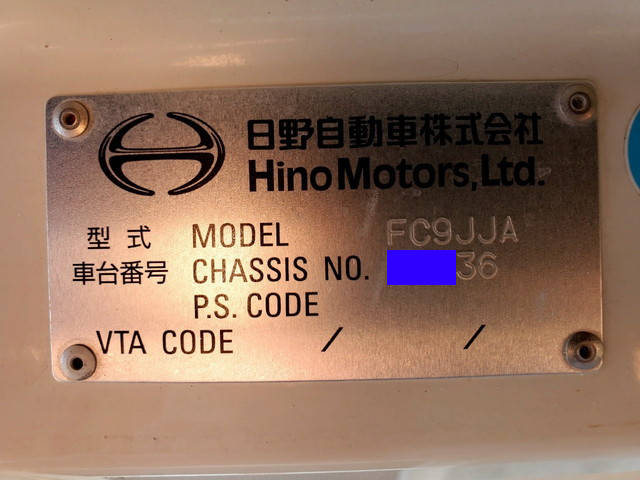 日野自動車株式会社
Hino Motors, Ltd.
型式 MODEL FC9JJA
車台番号 CHASSIS NO. 36
P.S. CODE
VTA CODE / /